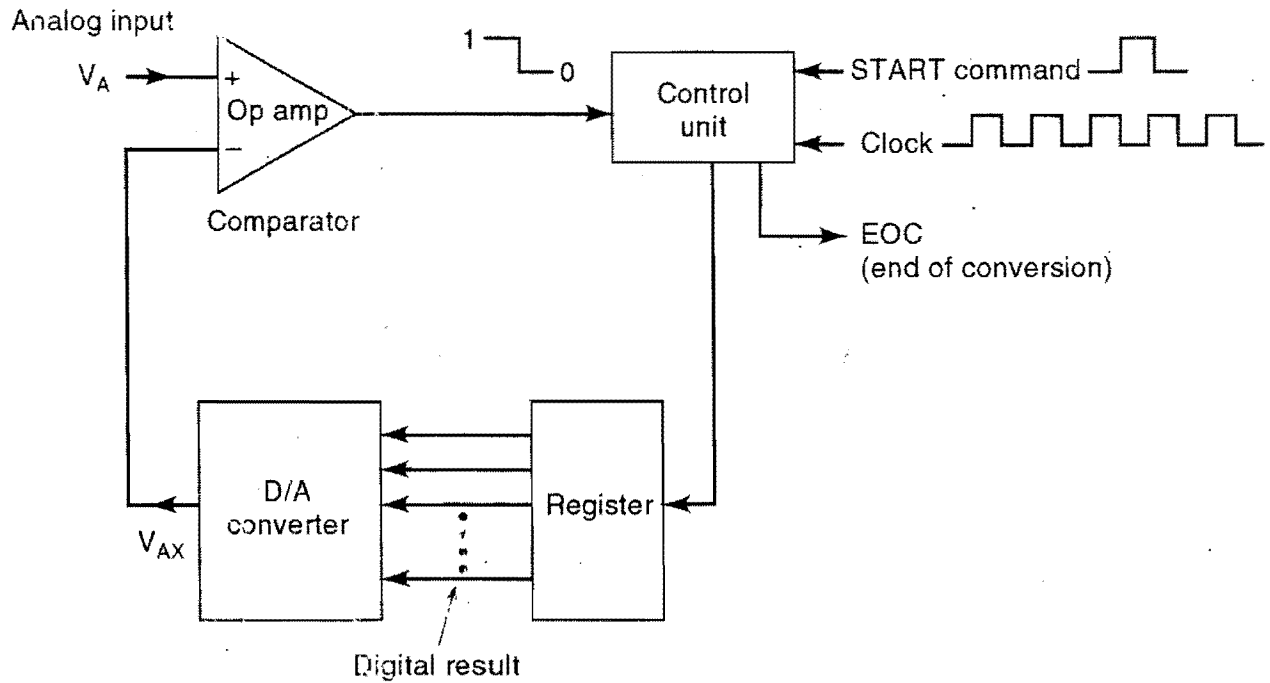 Analog input
V_A
+
Op amp
−
Comparator
1
0
Control
unit
START command
Clock
EOC
(end of conversion)
D/A
converter
Register
V_AX
Digital result